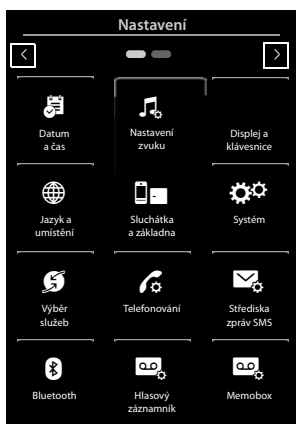 Nastavení
Datum
a čas
Nastavení
zvuku
Displej a
klávesnice
Jazyk a
umístění
Sluchátka
a základna
Systém
Výběr
služeb
Telefonování
Střediska
zpráv SMS
Bluetooth
Hlasový
záznamník
Memobox